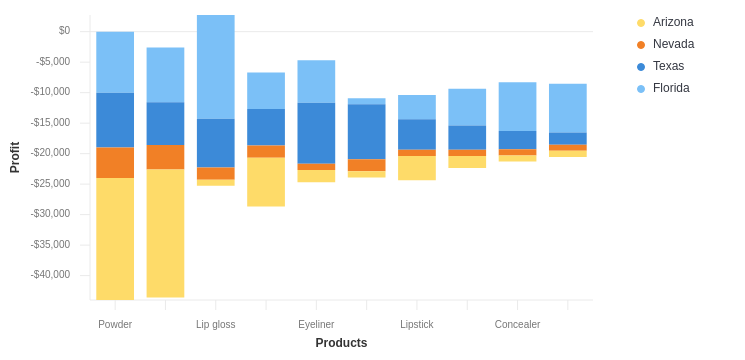 $0
-$5,000
-$10,000
-$15,000
-$20,000
-$25,000
-$30,000
-$35,000
-$40,000
Profit
Powder Lip gloss Eyeliner Lipstick Concealer
Products
Arizona
Nevada
Texas
Florida